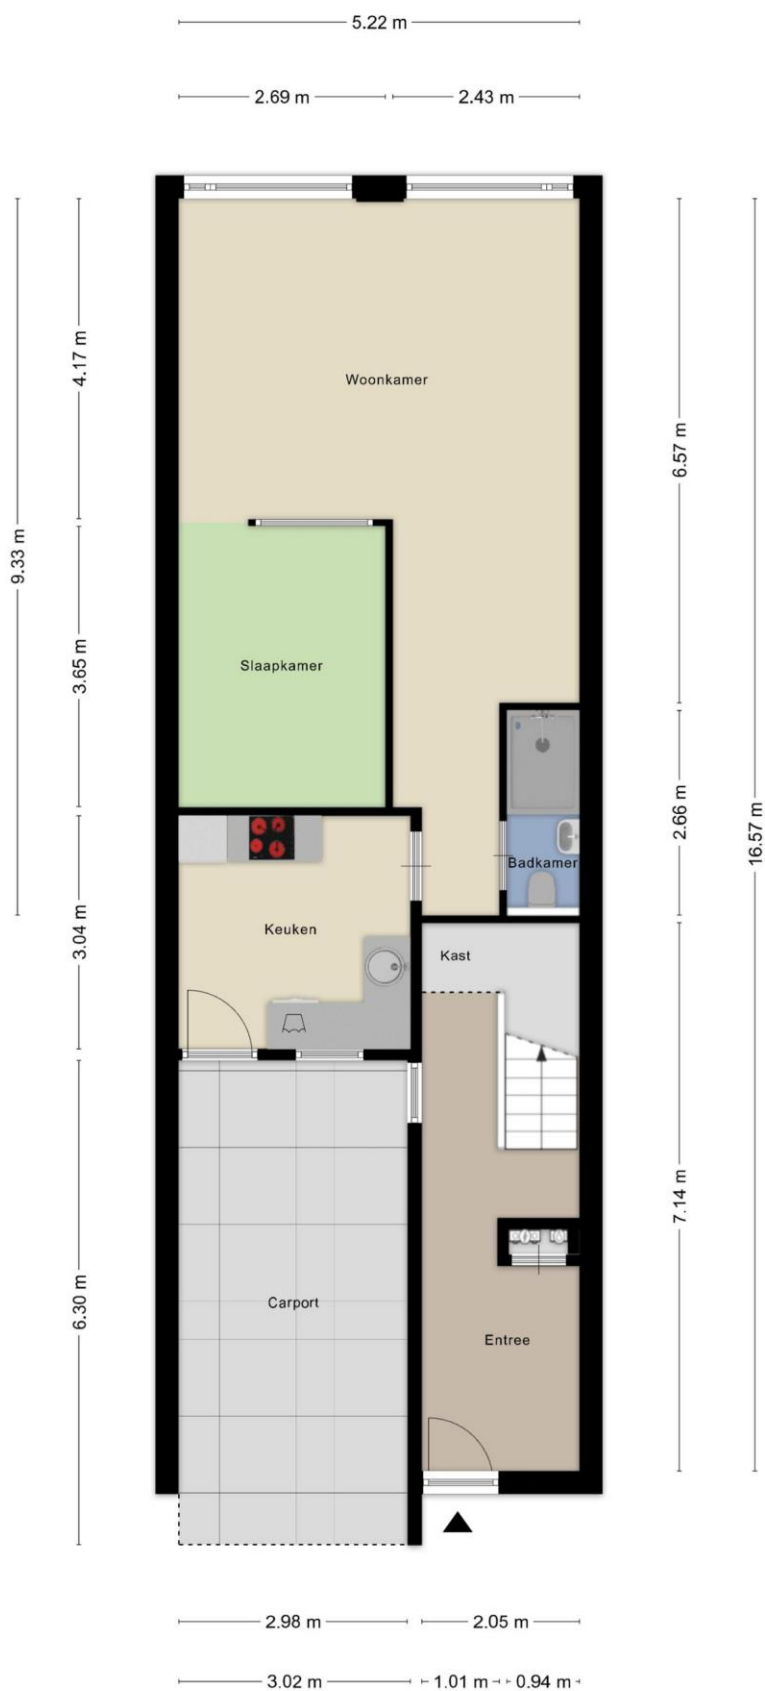 5.22 m
2.69 m
2.43 m
4.17 m
Woonkamer
6.57 m
9.33 m
3.65 m
Slaapkamer
2.66 m
16.57 m
Badkamer
3.04 m
Keuken
Kast
7.14 m
6.30 m
Carport
Entree
2.98 m
2.05 m
3.02 m
1.01 m
0.94 m